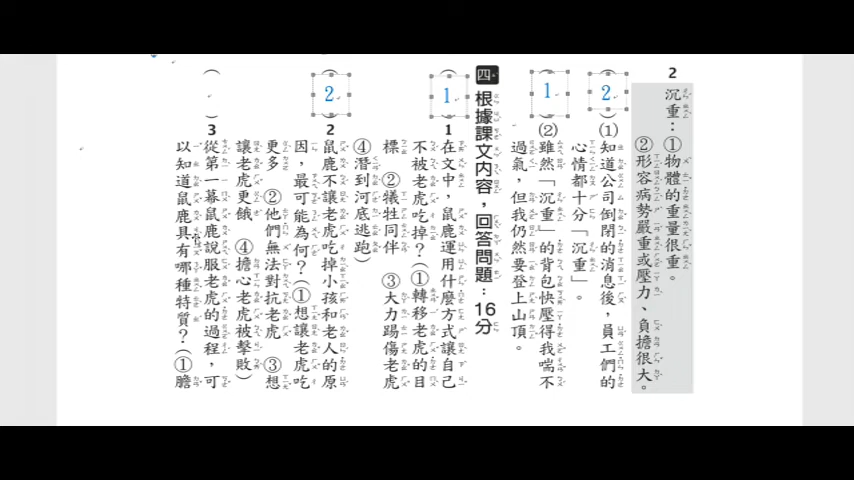 2
沉重：①物體的重量很重。
②形容病勢嚴重或壓力、負擔很大。
( 2 )(1)知道公司倒閉的消息後，員工們的
心情都十分「沉重」。
( 1 )(2)雖然「沉重」的背包快壓得我喘不
過氣，但我仍然要登上山頂。
四 根據課文內容，回答問題：16分
( 1 )1 在文中，鼠鹿運用什麼方式讓自己
不被老虎吃掉？(①轉移老虎的目
標 ②犧牲同伴 ③大力踢傷老虎
④潛到河底逃跑)
( 2 )2 鼠鹿不讓老虎吃掉小孩和老人的原
因，最可能為何？(①想讓老虎吃
更多 ②他們無法對抗老虎 ③想
讓老虎更餓 ④擔心老虎被擊敗)
( )3 從第一幕鼠鹿說服老虎的過程，可
以知道鼠鹿具有哪種特質？(①膽